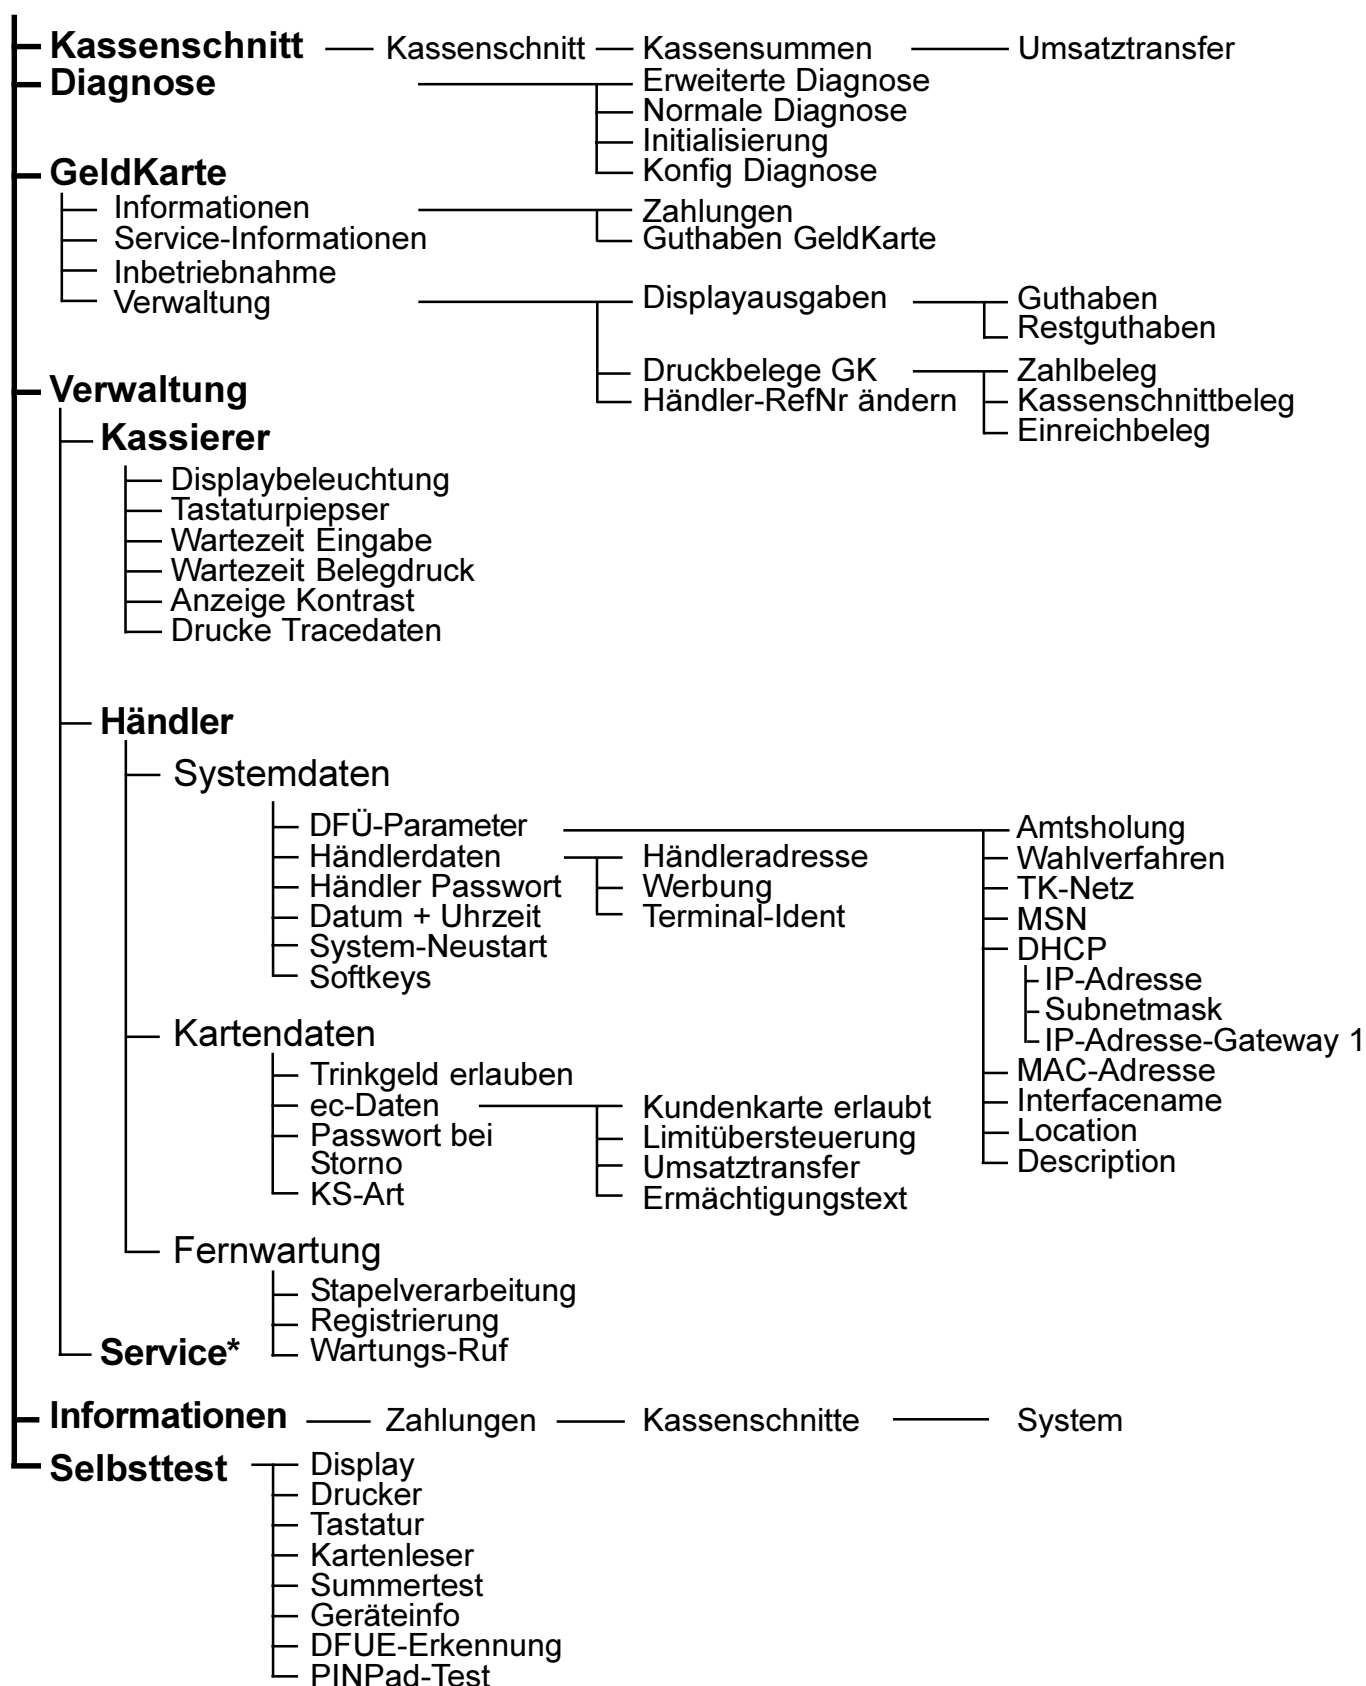 Kassenschnitt Kassenschnitt Kassensummen Umsatztransfer
Diagnose Erweiterte Diagnose
Normale Diagnose
Initialisierung
Konfig Diagnose
GeldKarte
Informationen Zahlungen
Service-Informationen Guthaben GeldKarte
Inbetriebnahme
Verwaltung Displayausgaben Guthaben
Restguthaben
Druckbelege GK Zahlbeleg
Händler-RefNr ändern Kassenschnittbeleg
Einreichbeleg
Verwaltung
Kassierer
Displaybeleuchtung
Tastaturpiepser
Wartezeit Eingabe
Wartezeit Belegdruck
Anzeige Kontrast
Drucke Tracedaten
Händler
Systemdaten
DFÜ-Parameter Amtsholung
Händlerdaten Händleradresse Wahlverfahren
Händler Passwort Werbung TK-Netz
Datum + Uhrzeit Terminal-Ident MSN
System-Neustart DHCP
Softkeys IP-Adresse
Subnetmask
Kartendaten IP-Adresse-Gateway 1
Trinkgeld erlauben MAC-Adresse
ec-Daten Kundenkarte erlaubt Interfacename
Passwort bei Limitübersteuerung Location
Storno Umsatztransfer Description
KS-Art Ermächtigungstext
Fernwartung
Stapelverarbeitung
Registrierung
Service* Wartungs-Ruf
Informationen Zahlungen Kassenschnitte System
Selbsttest Display
Drucker
Tastatur
Kartenleser
Summertest
Geräteinfo
DFUE-Erkennung
PINPad-Test